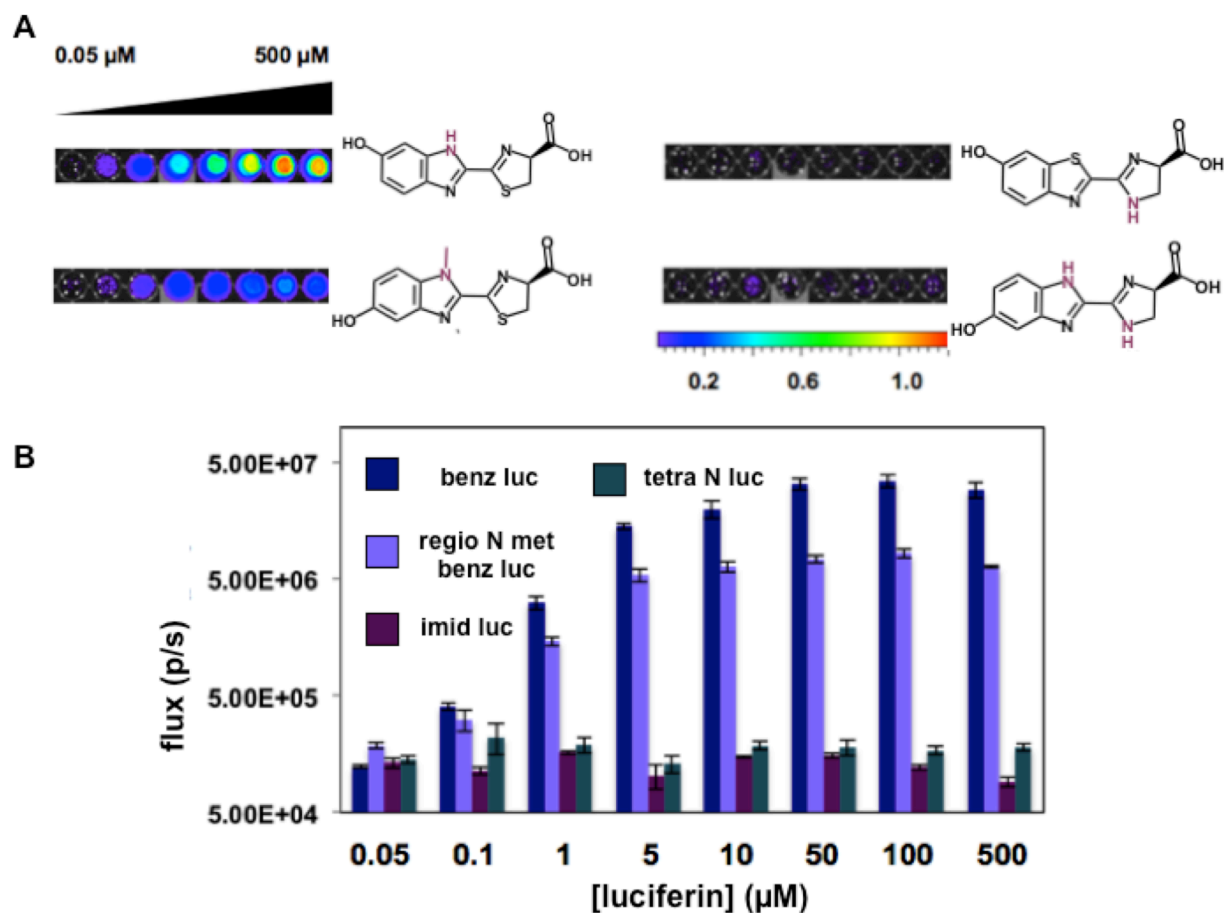 A
0.05 µM 500 µM
H
HO N N O
OH
N S
S N O
HO OH
N N
H
N N O
OH
HO N S
H
N N O
OH
HO N N
H
0.2 0.6 1.0
B
5.00E+07
5.00E+06
5.00E+05
5.00E+04
flux (p/s)
benz luc
tetra N luc
regio N met
benz luc
imid luc
0.05 0.1 1 5 10 50 100 500
[luciferin] (µM)